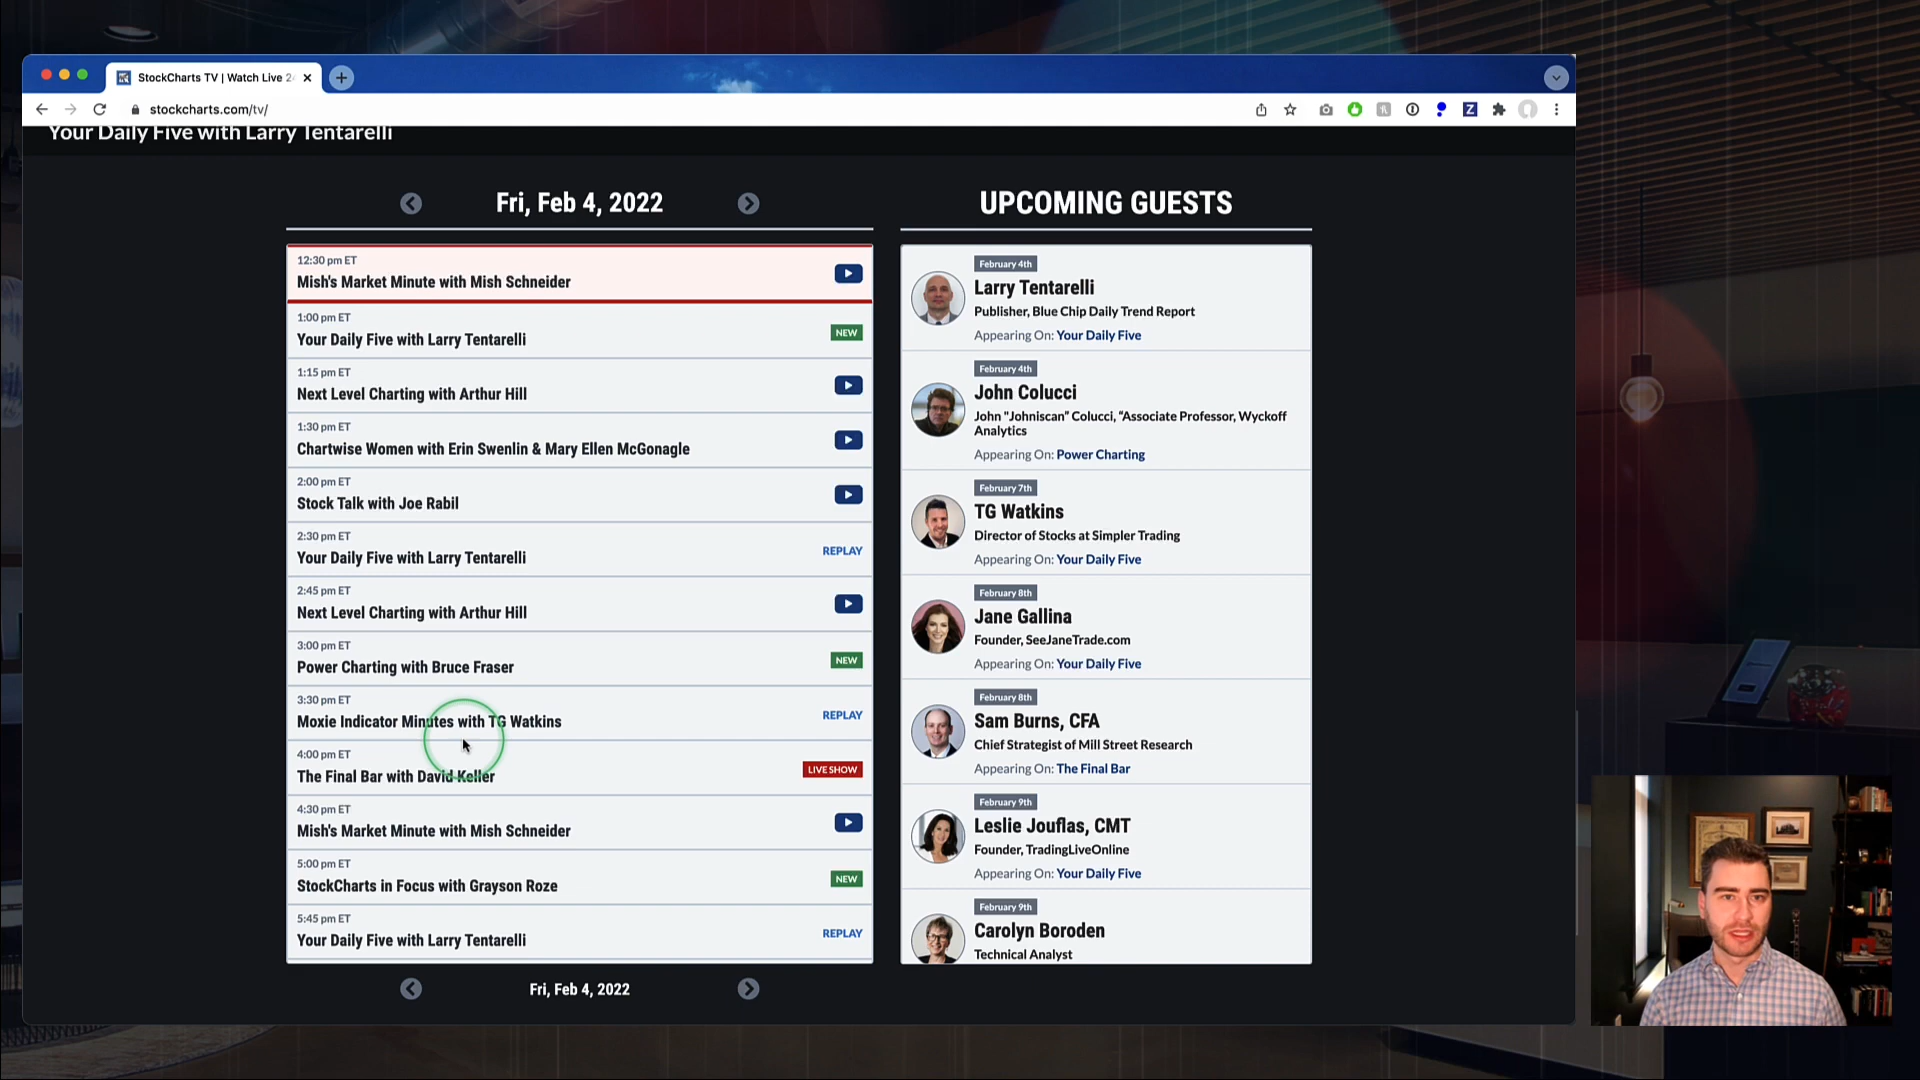 StockCharts TV | Watch Live 2
stockcharts.com/tv/
Your Daily Five with Larry Tentarelli
Fri, Feb 4, 2022
12:30 pm ET
Mish's Market Minute with Mish Schneider
1:00 pm ET
Your Daily Five with Larry Tentarelli
NEW
1:15 pm ET
Next Level Charting with Arthur Hill
1:30 pm ET
Chartwise Women with Erin Swenlin & Mary Ellen McGonagle
2:00 pm ET
Stock Talk with Joe Rabil
2:30 pm ET
Your Daily Five with Larry Tentarelli
REPLAY
2:45 pm ET
Next Level Charting with Arthur Hill
3:00 pm ET
Power Charting with Bruce Fraser
NEW
3:30 pm ET
Moxie Indicator Minutes with TG Watkins
REPLAY
4:00 pm ET
The Final Bar with David Keller
LIVE SHOW
4:30 pm ET
Mish's Market Minute with Mish Schneider
5:00 pm ET
StockCharts in Focus with Grayson Roze
NEW
5:45 pm ET
Your Daily Five with Larry Tentarelli
REPLAY
Fri, Feb 4, 2022
UPCOMING GUESTS
February 4th
Larry Tentarelli
Publisher, Blue Chip Daily Trend Report
Appearing On: Your Daily Five
February 4th
John Colucci
John "Johniscan" Colucci, "Associate Professor, Wyckoff
Analytics
Appearing On: Power Charting
February 7th
TG Watkins
Director of Stocks at Simpler Trading
Appearing On: Your Daily Five
February 8th
Jane Gallina
Founder, SeeJaneTrade.com
Appearing On: Your Daily Five
February 8th
Sam Burns, CFA
Chief Strategist of Mill Street Research
Appearing On: The Final Bar
February 9th
Leslie Jouflas, CMT
Founder, TradingLiveOnline
Appearing On: Your Daily Five
February 9th
Carolyn Boroden
Technical Analyst